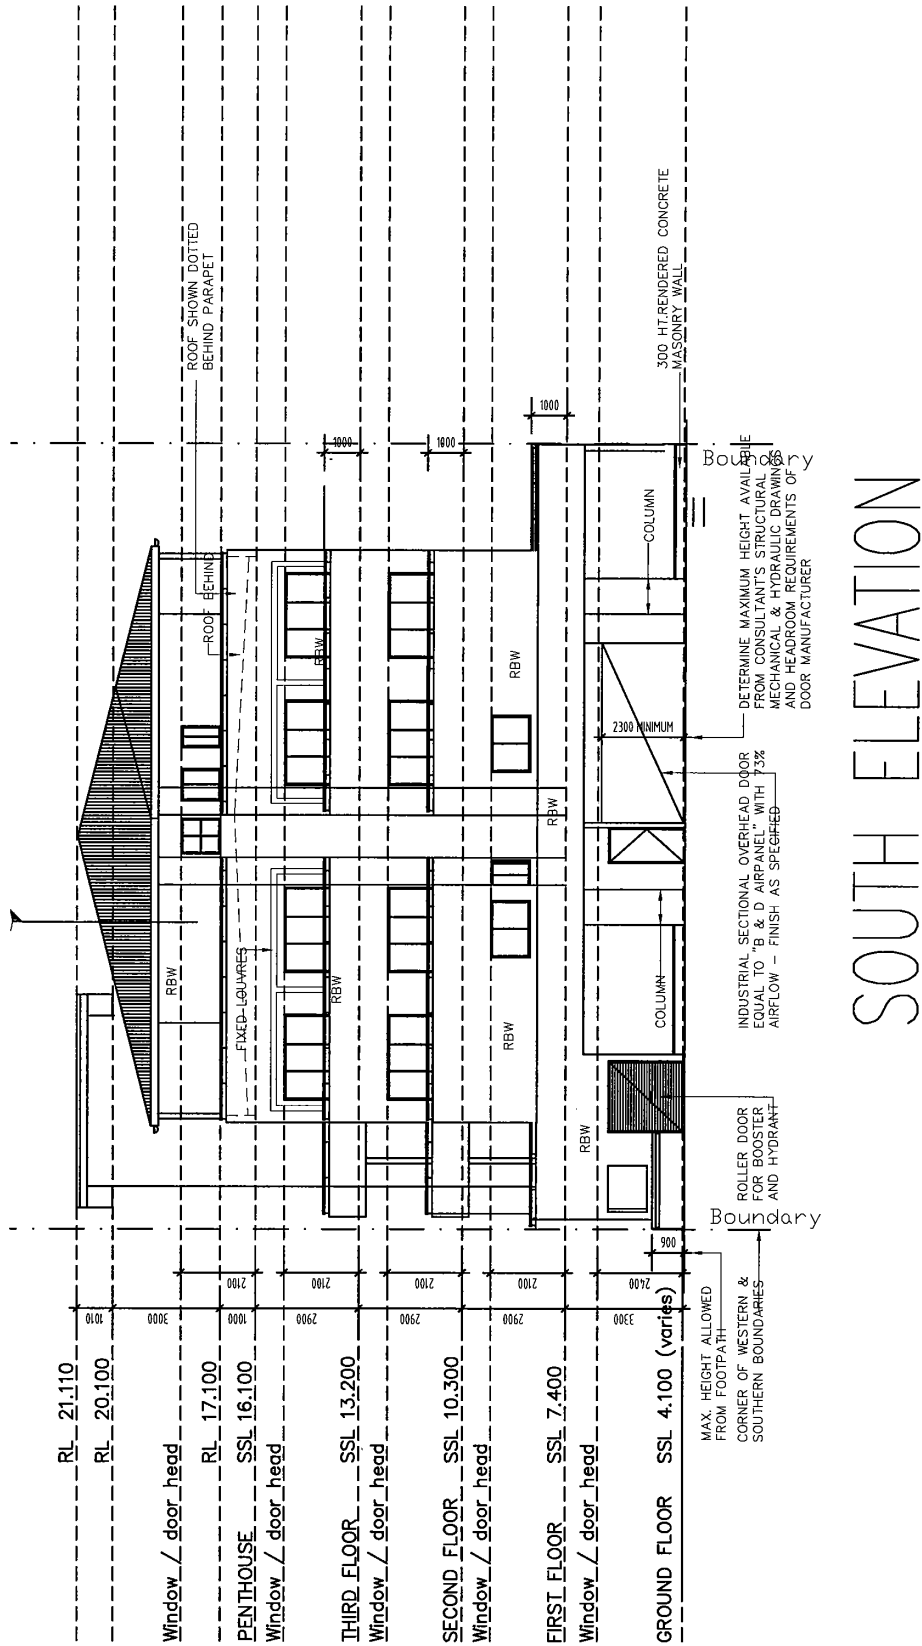 RL 21.110
RL 20.100
Window / door head
RL 17.100
PENTHOUSE SSL 16.100
Window / door head
THIRD FLOOR SSL 13.200
Window / door head
SECOND FLOOR SSL 10.300
Window / door head
FIRST FLOOR SSL 7.400
Window / door head
GROUND FLOOR SSL 4.100 (varies)
1010
3000
1000
2900
2900
2900
3300
2100
2100
2100
2100
2400
900
MAX. HEIGHT ALLOWED
FROM FOOTPATH
CORNER OF WESTERN &
SOUTHERN BOUNDARIES
Boundary
ROLLER DOOR
FOR BOOSTER
AND HYDRANT
RBW
RBW
FIXED LOUVRES
RBW
RBW
COLUMN
INDUSTRIAL SECTIONAL OVERHEAD DOOR
EQUAL TO "B & D AIRPANEL" WITH 73%
AIRFLOW – FINISH AS SPECIFIED
RBW
2300 MINIMUM
ROOF BEHIND
RBW
RBW
COLUMN
DETERMINE MAXIMUM HEIGHT AVAILABLE
FROM CONSULTANT'S STRUCTURAL
MECHANICAL & HYDRAULIC DRAWINGS
AND HEADROOM REQUIREMENTS OF
DOOR MANUFACTURER
Boundary
1000
1000
1000
ROOF SHOWN DOTTED
BEHIND PARAPET
300 HT.RENDERED CONCRETE
MASONRY WALL
SOUTH ELEVATION